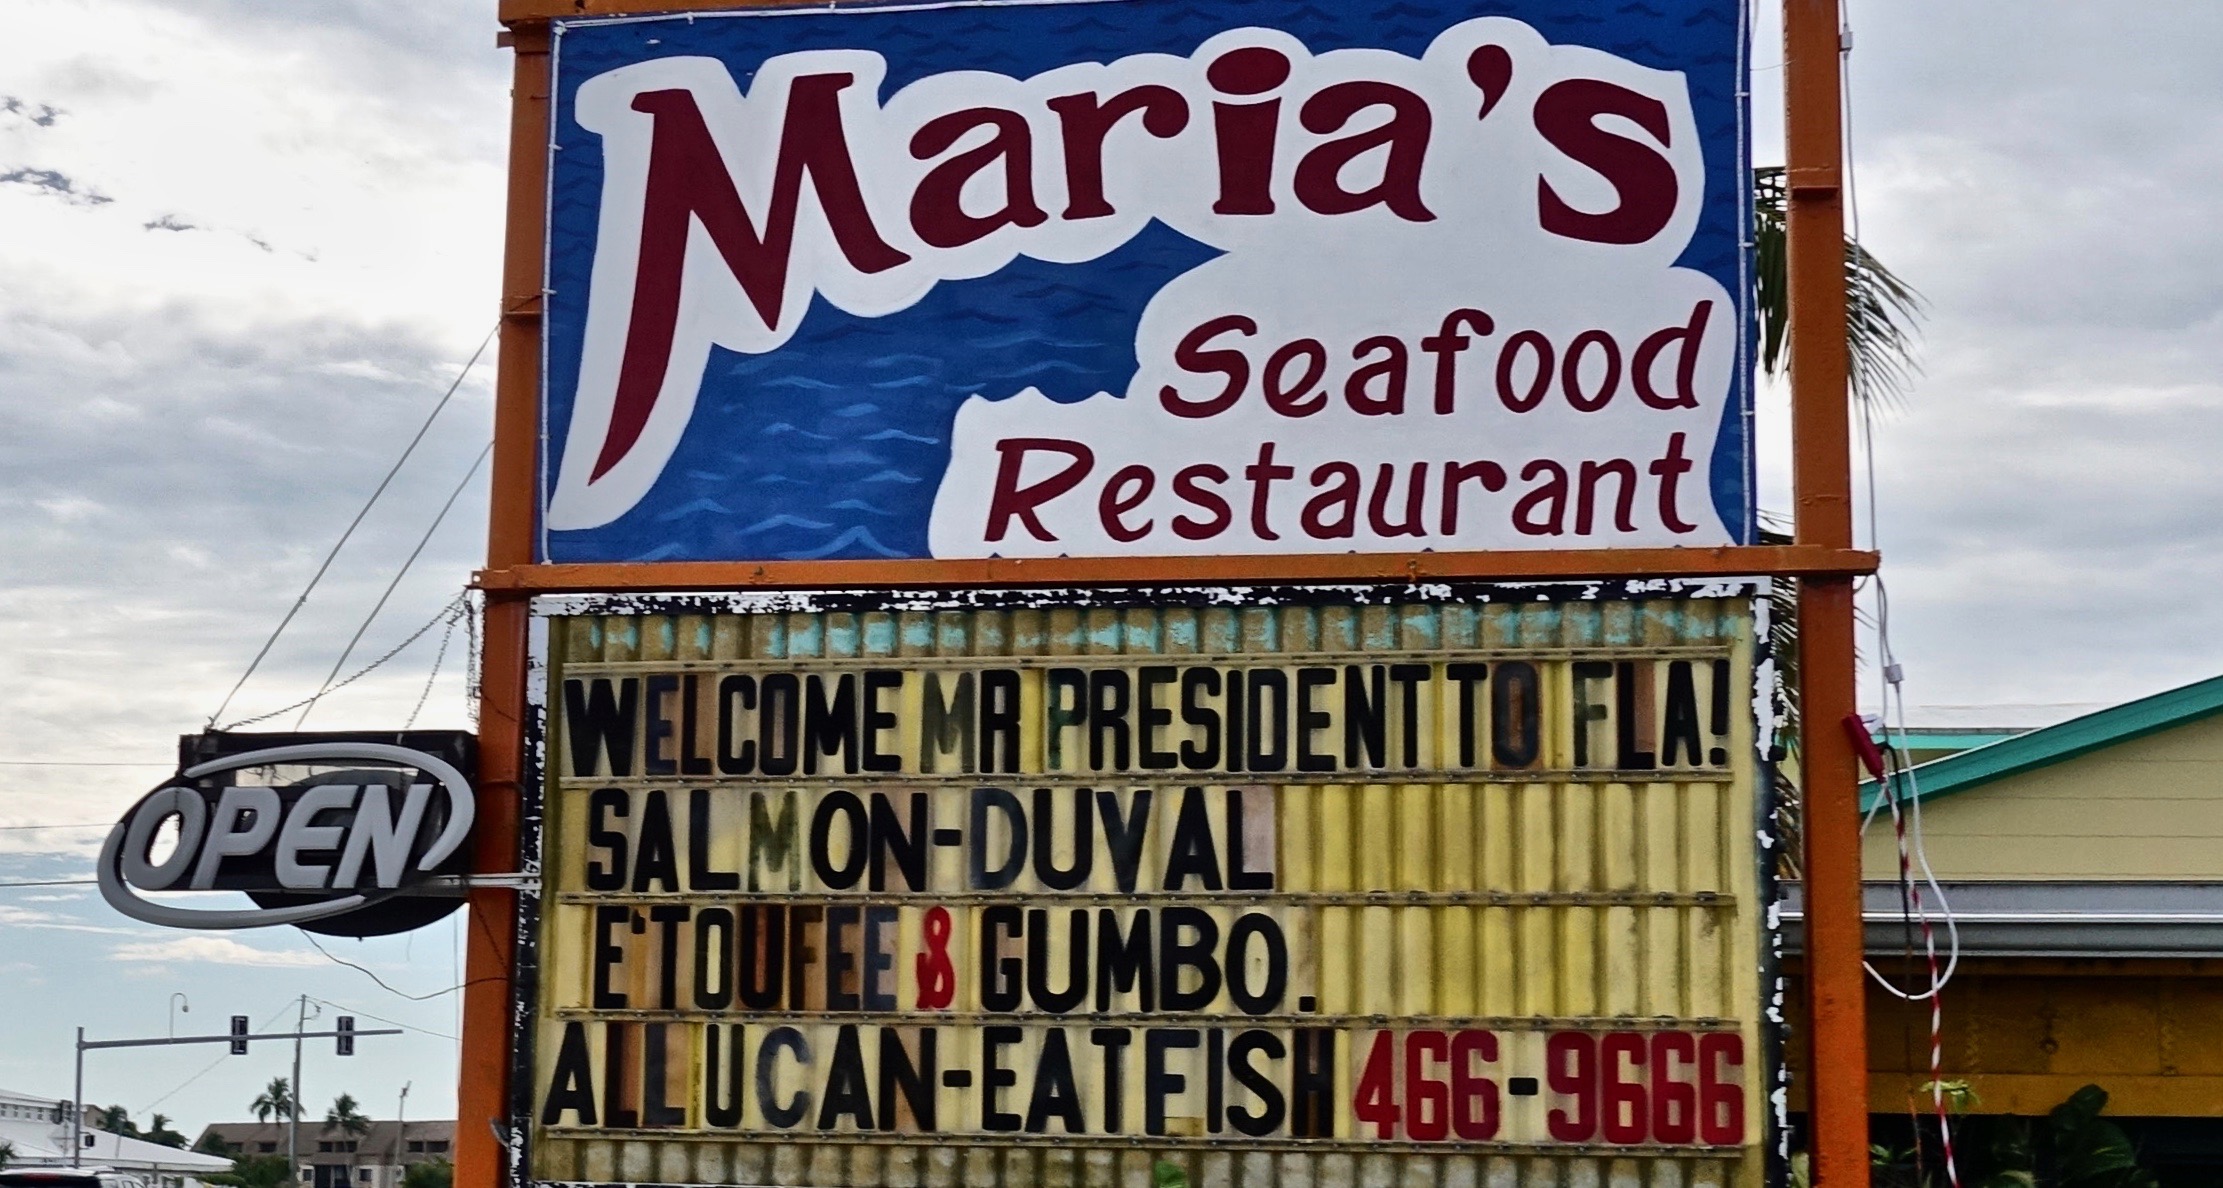 Maria's
Seafood
Restaurant
WELCOME MR PRESIDENT TO FLA!
SALMON-DUVAL
E'TOUFEE & GUMBO.
ALL U CAN-EAT FISH 466-9666
OPEN